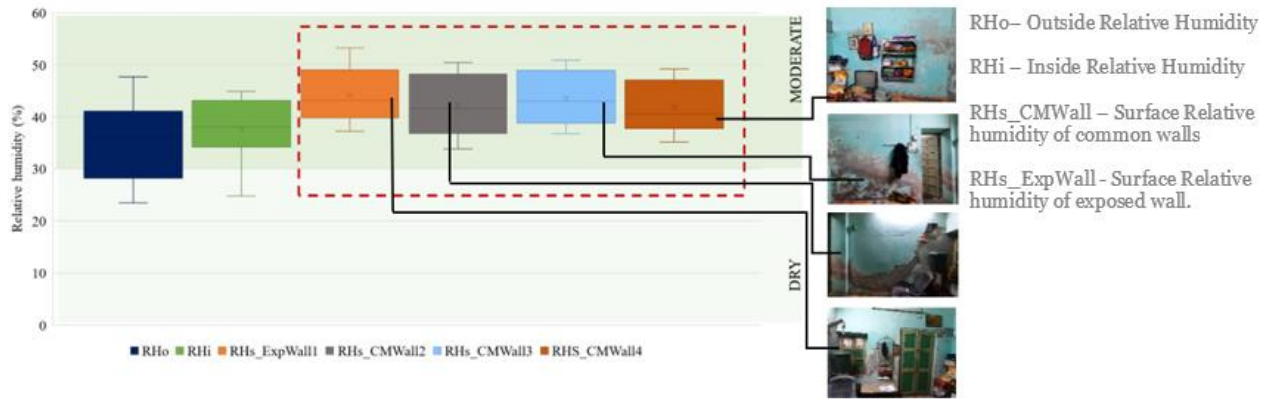 60
50
40
30
20
10
0
Relative humidity (%)
MODERATE
DRY
RHo RHi RHs_ExpWall1 RHs_CMWall2 RHs_CMWall3 RHS_CMWall4
RHo– Outside Relative Humidity
RHi – Inside Relative Humidity
RHs_CMWall – Surface Relative
humidity of common walls
RHs_ExpWall - Surface Relative
humidity of exposed wall.